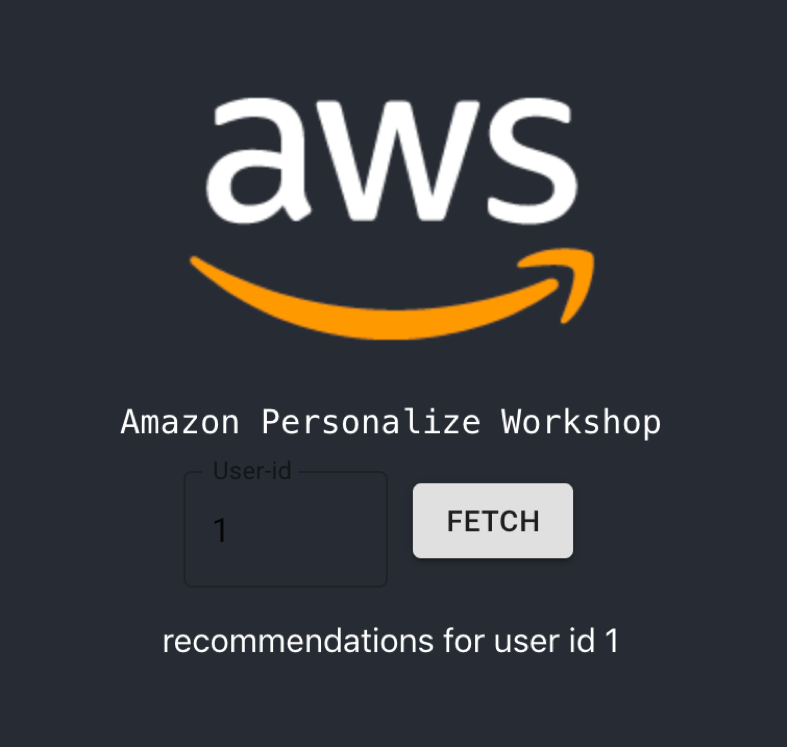 aws
Amazon Personalize Workshop
User-id
1
FETCH
recommendations for user id 1